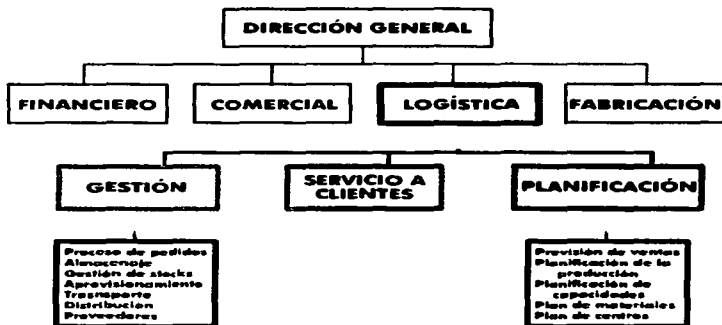 DIRECCIÓN GENERAL
FINANCIERO
COMERCIAL
LOGÍSTICA
FABRICACIÓN
GESTIÓN
SERVICIO A
CLIENTES
PLANIFICACIÓN
Proceso de pedidos
Almacenaje
Gestión de stocks
Aprovisionamiento
Transporte
Distribución
Proveedores
Previsión de ventas
Planificación de la
producción
Planificación de
capacidades
Plan de materiales
Plan de centros